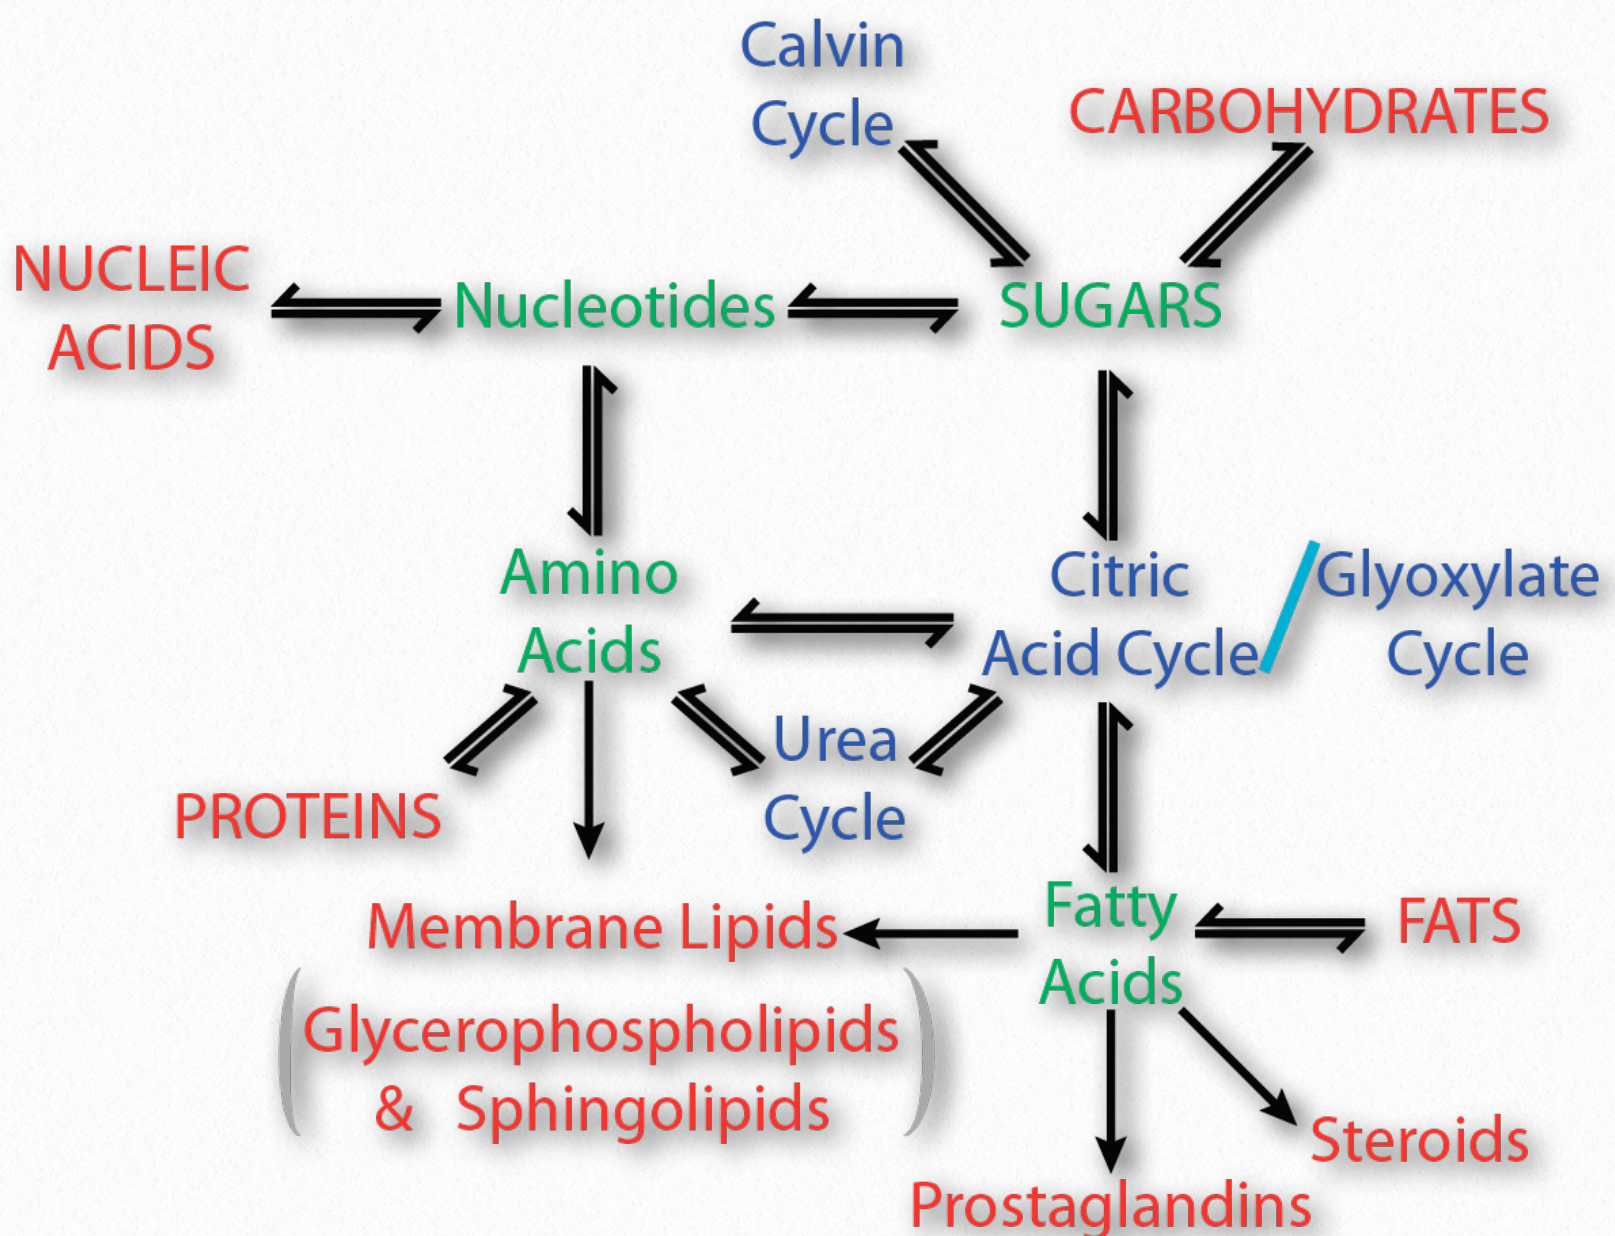 Calvin
Cycle
CARBOHYDRATES
NUCLEIC
ACIDS
Nucleotides
SUGARS
Amino
Acids
Citric
Acid Cycle
Glyoxylate
Cycle
PROTEINS
Urea
Cycle
Membrane Lipids
Glycerophospholipids
& Sphingolipids
Fatty
Acids
FATS
Steroids
Prostaglandins